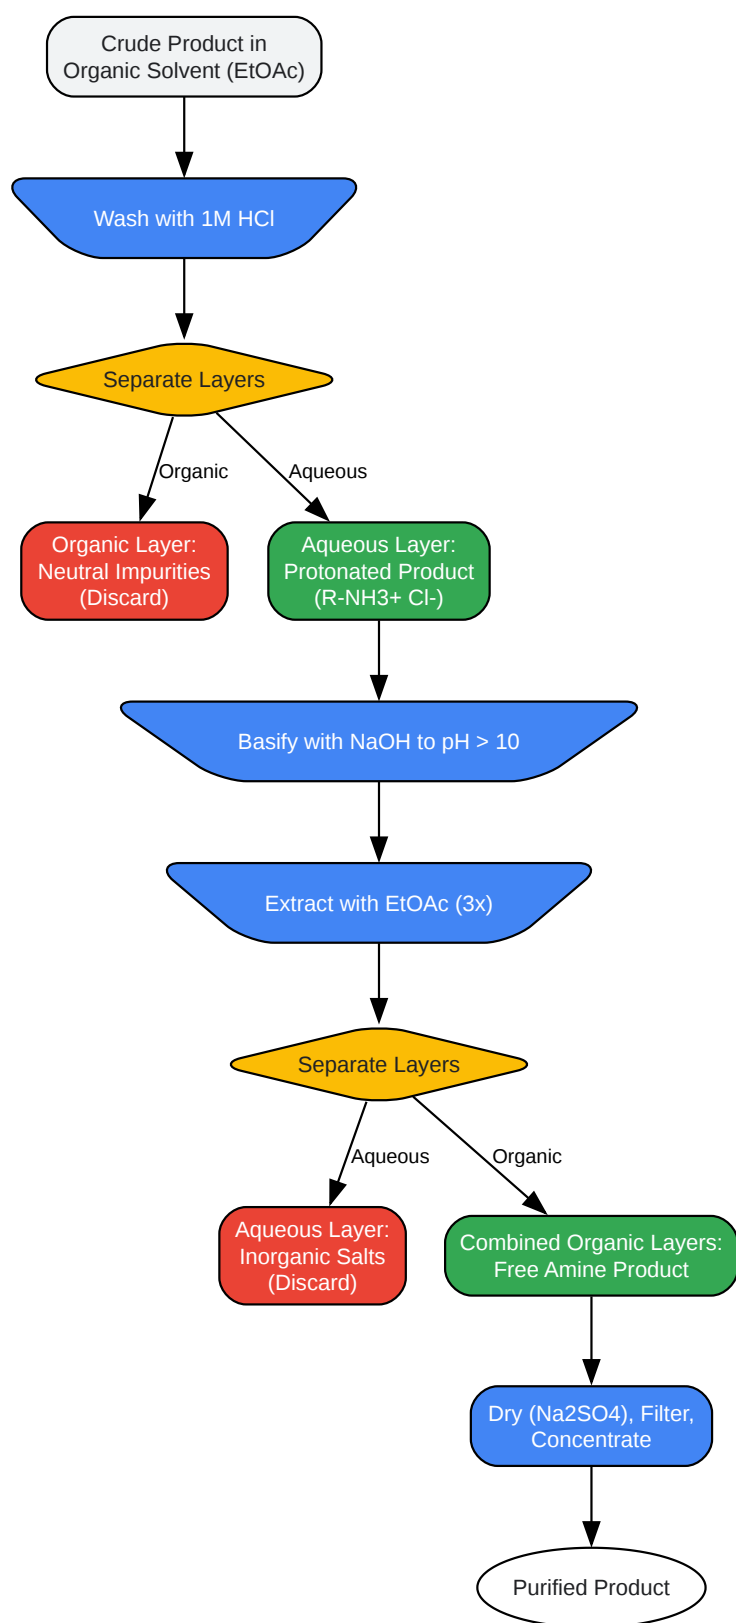 Crude Product in
Organic Solvent (EtOAc)
Wash with 1M HCl
Separate Layers
Organic
Aqueous
Organic Layer:
Neutral Impurities
(Discard)
Aqueous Layer:
Protonated Product
(R-NH3+ Cl-)
Basify with NaOH to pH > 10
Extract with EtOAc (3x)
Separate Layers
Aqueous
Organic
Aqueous Layer:
Inorganic Salts
(Discard)
Combined Organic Layers:
Free Amine Product
Dry (Na2SO4), Filter,
Concentrate
Purified Product